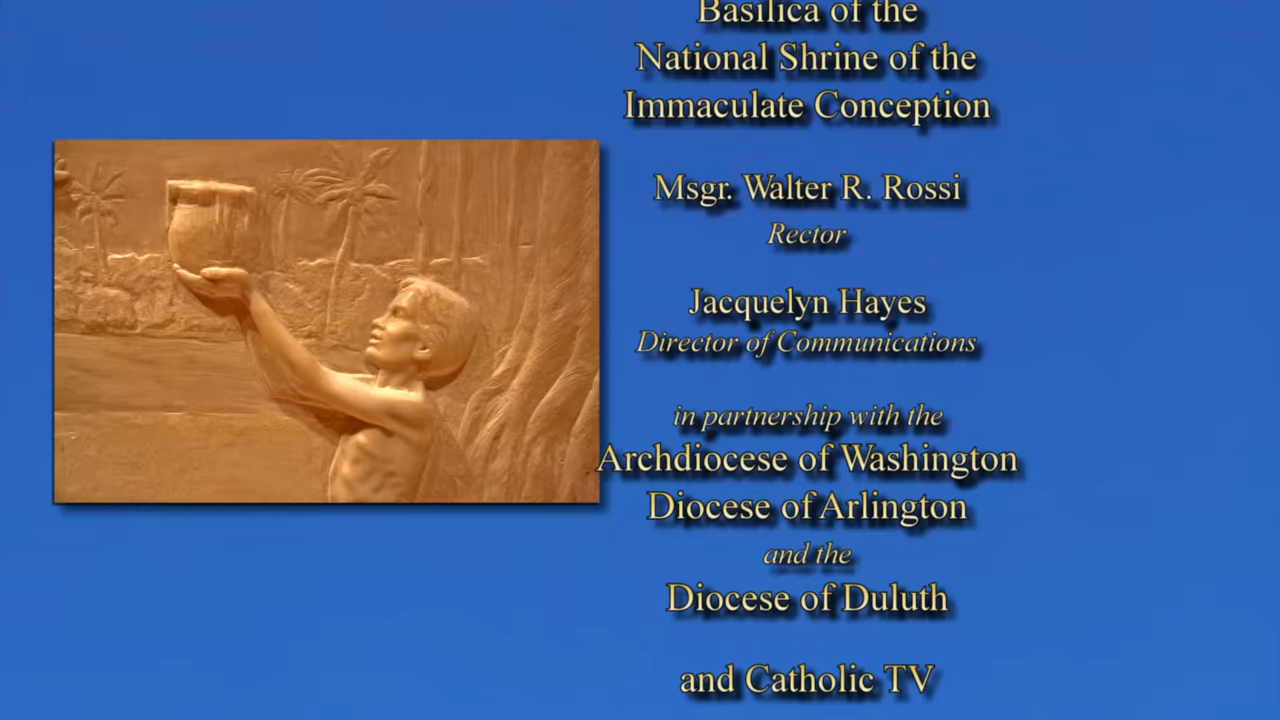 Basilica of the
National Shrine of the
Immaculate Conception
Msgr. Walter R. Rossi
Rector
Jacquelyn Hayes
Director of Communications
in partnership with the
Archdiocese of Washington
Diocese of Arlington
and the
Diocese of Duluth
and Catholic TV